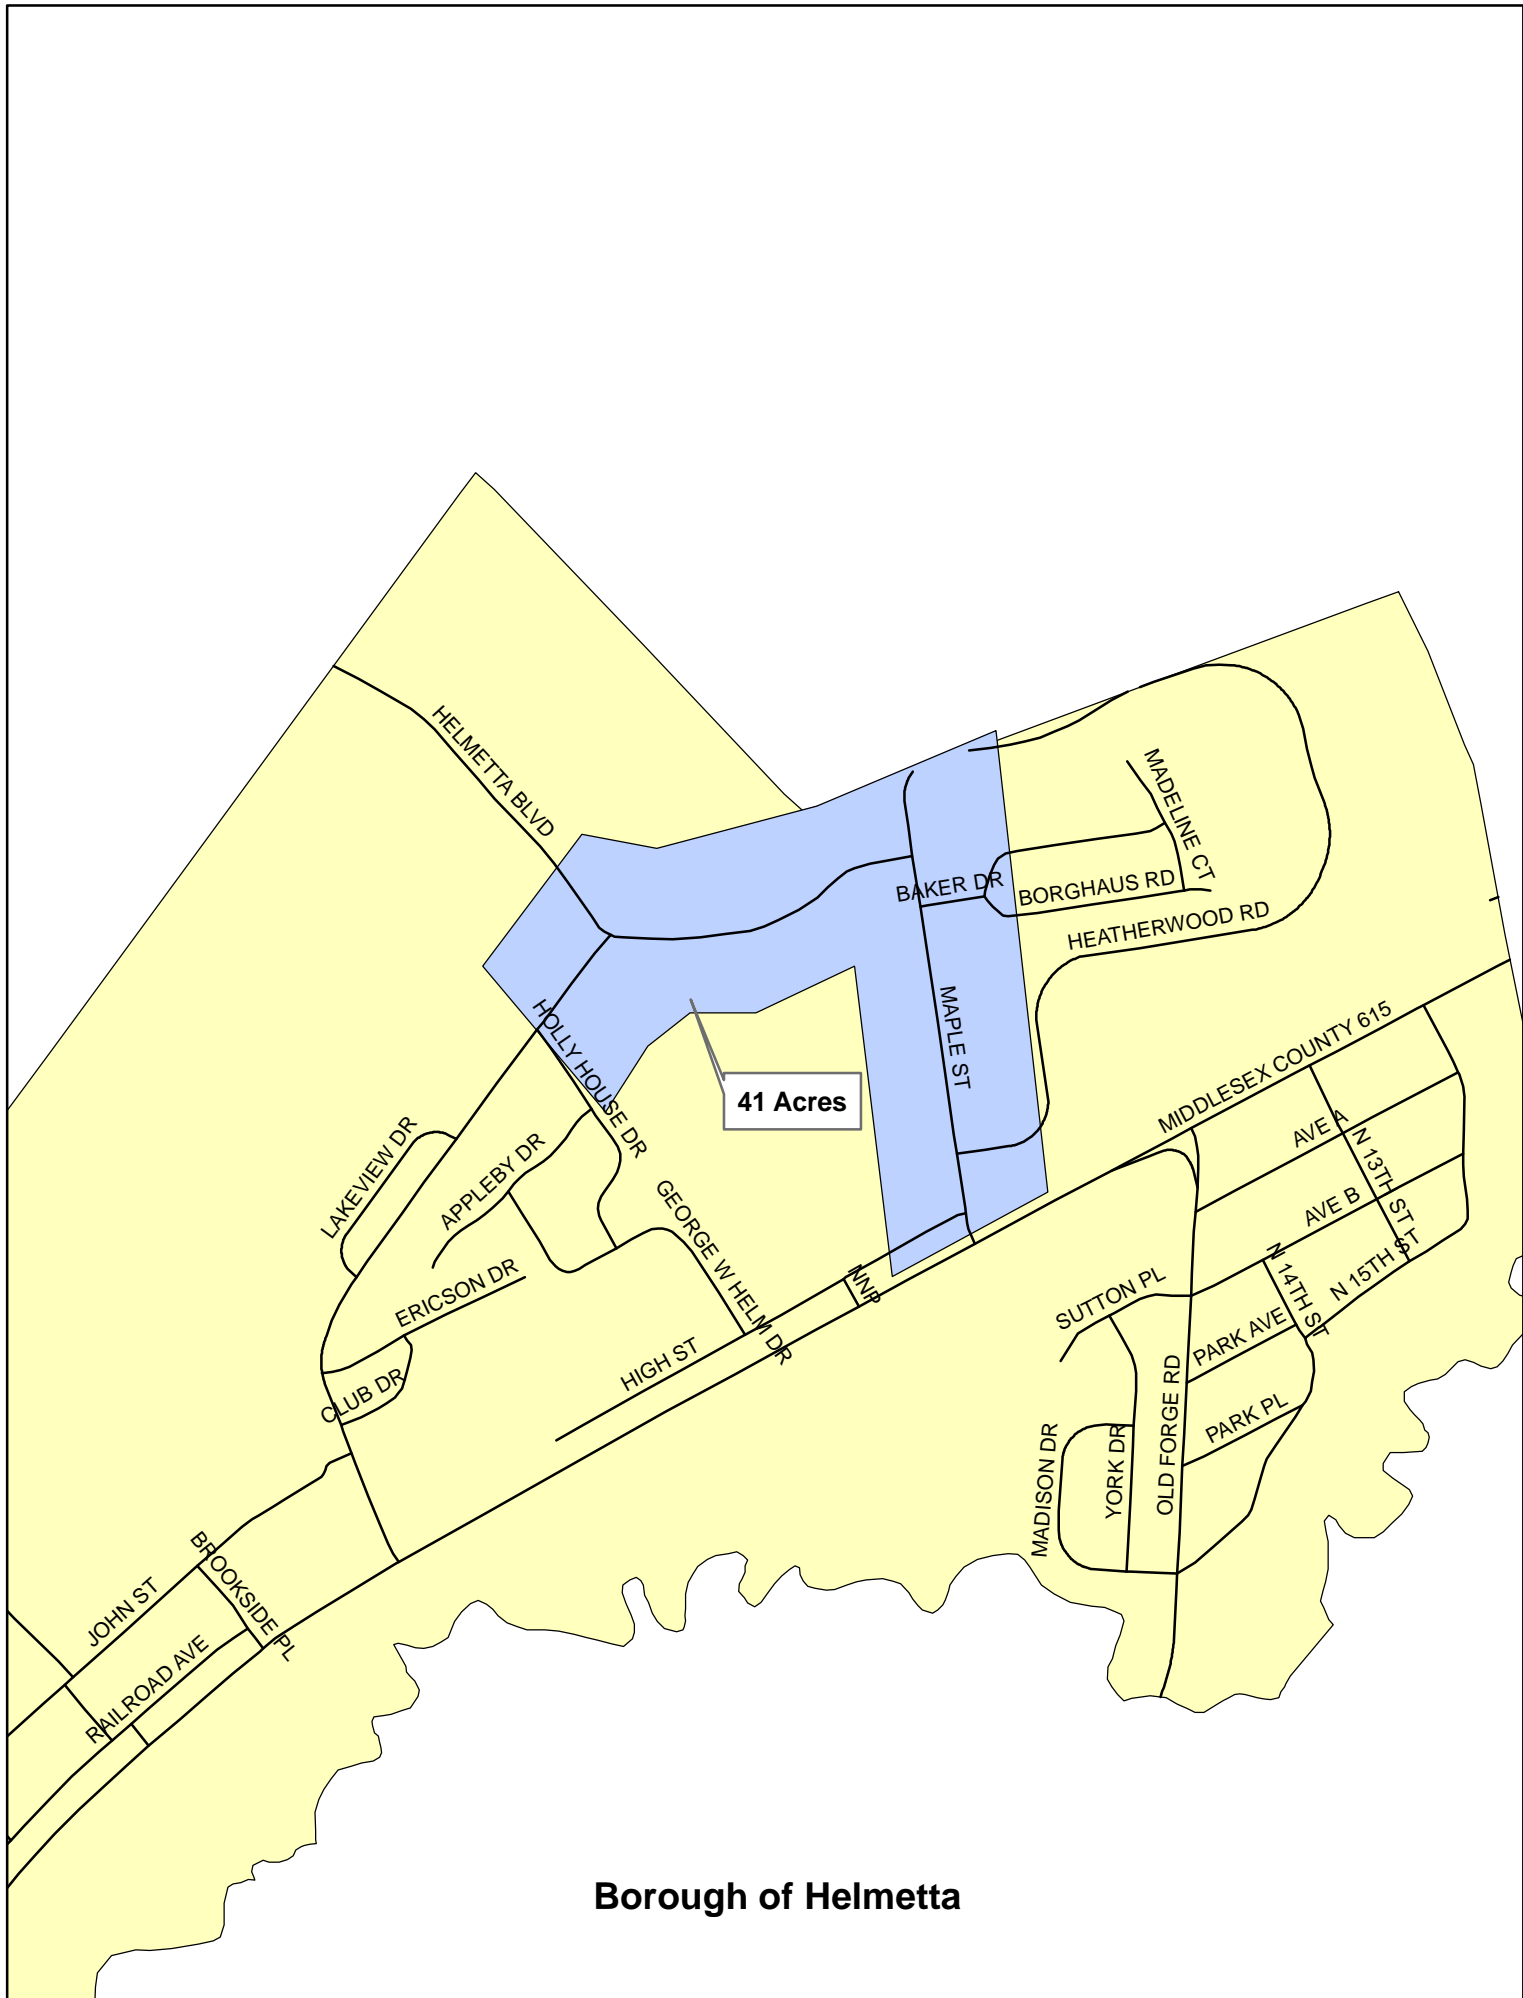 HELMETTA BLVD
MADELINE CT
BAKER DR
BORGHAUS RD
HEATHERWOOD RD
HOLLY HOUSE DR
MAPLE ST
MIDDLESEX COUNTY 615
41 Acres
LAKEVIEW DR
APPLEBY DR
AVE A
N 13TH ST
GEORGE W HELM DR
AVE B
ERICSON DR
NNP
SUTTON PL
N 14TH ST
N 15TH ST
HIGH ST
PARK AVE
CLUB DR
OLD FORGE RD
PARK PL
MADISON DR
YORK DR
BROOKSIDE PL
JOHN ST
RAILROAD AVE
Borough of Helmetta